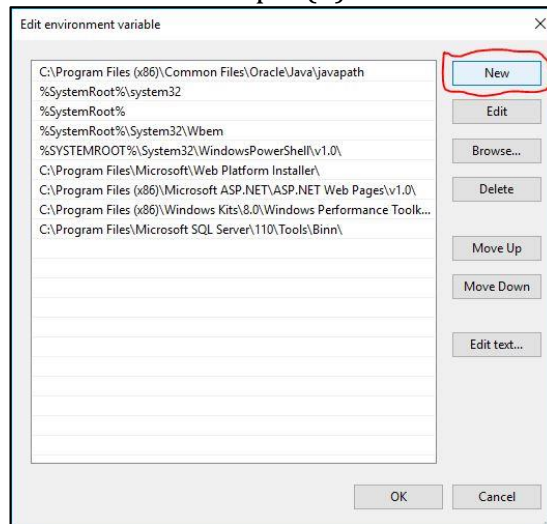 Edit environment variable
C:\Program Files (x86)\Common Files\Oracle\Java\javapath
%SystemRoot%\system32
%SystemRoot%
%SystemRoot%\System32\Wbem
%SYSTEMROOT%\System32\WindowsPowerShell\v1.0\
C:\Program Files\Microsoft\Web Platform Installer\
C:\Program Files (x86)\Microsoft ASP.NET\ASP.NET Web Pages\v1.0\
C:\Program Files (x86)\Windows Kits\8.0\Windows Performance Toolk...
C:\Program Files\Microsoft SQL Server\110\Tools\Binn\
New
Edit
Browse...
Delete
Move Up
Move Down
Edit text...
OK
Cancel